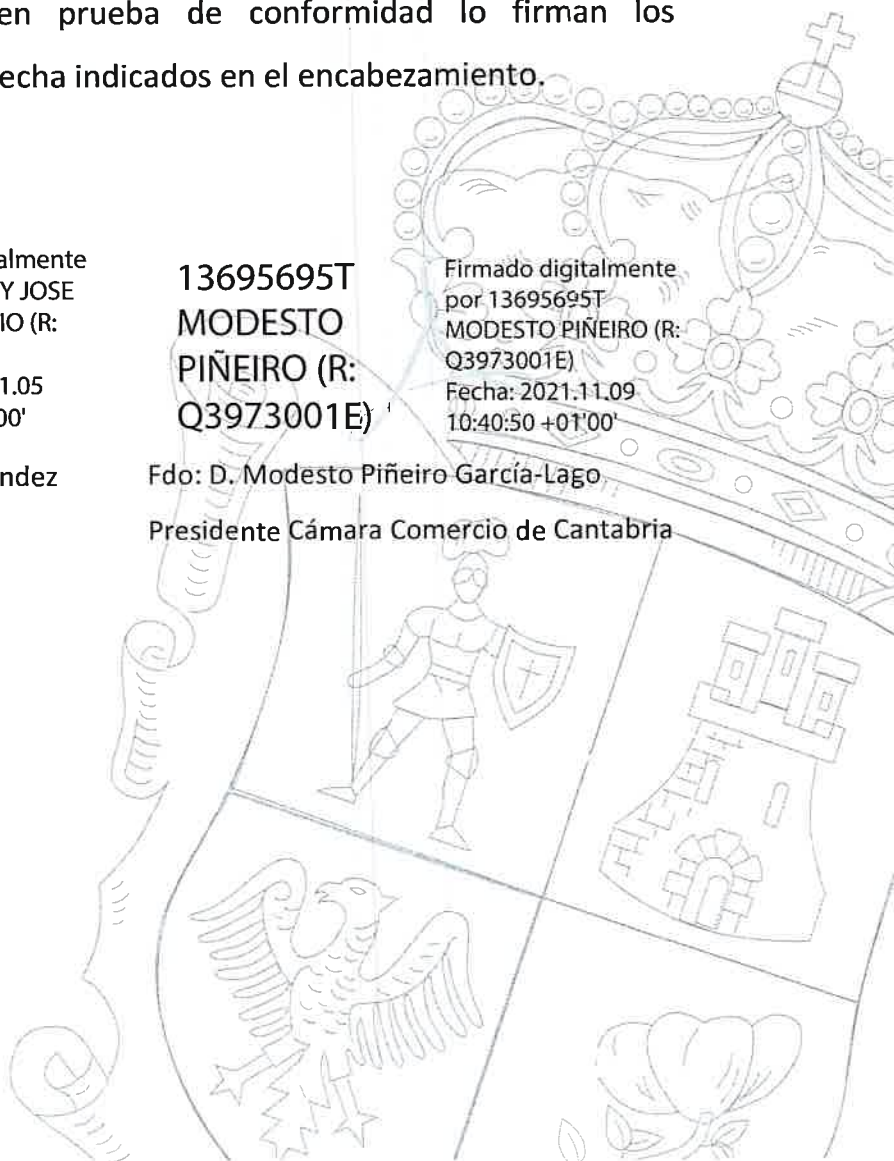 en prueba de conformidad lo firman los
echa indicados en el encabezamiento.
almente
Y JOSE
IO (R:
1.05
00'
ndez
13695695T
MODESTO
PIÑEIRO (R:
Q3973001E)
Firmado digitalmente
por 13695695T
MODESTO PIÑEIRO (R:
Q3973001E)
Fecha: 2021.11.09
10:40:50 +01'00'
Fdo: D. Modesto Piñeiro García-Lago
Presidente Cámara Comercio de Cantabria